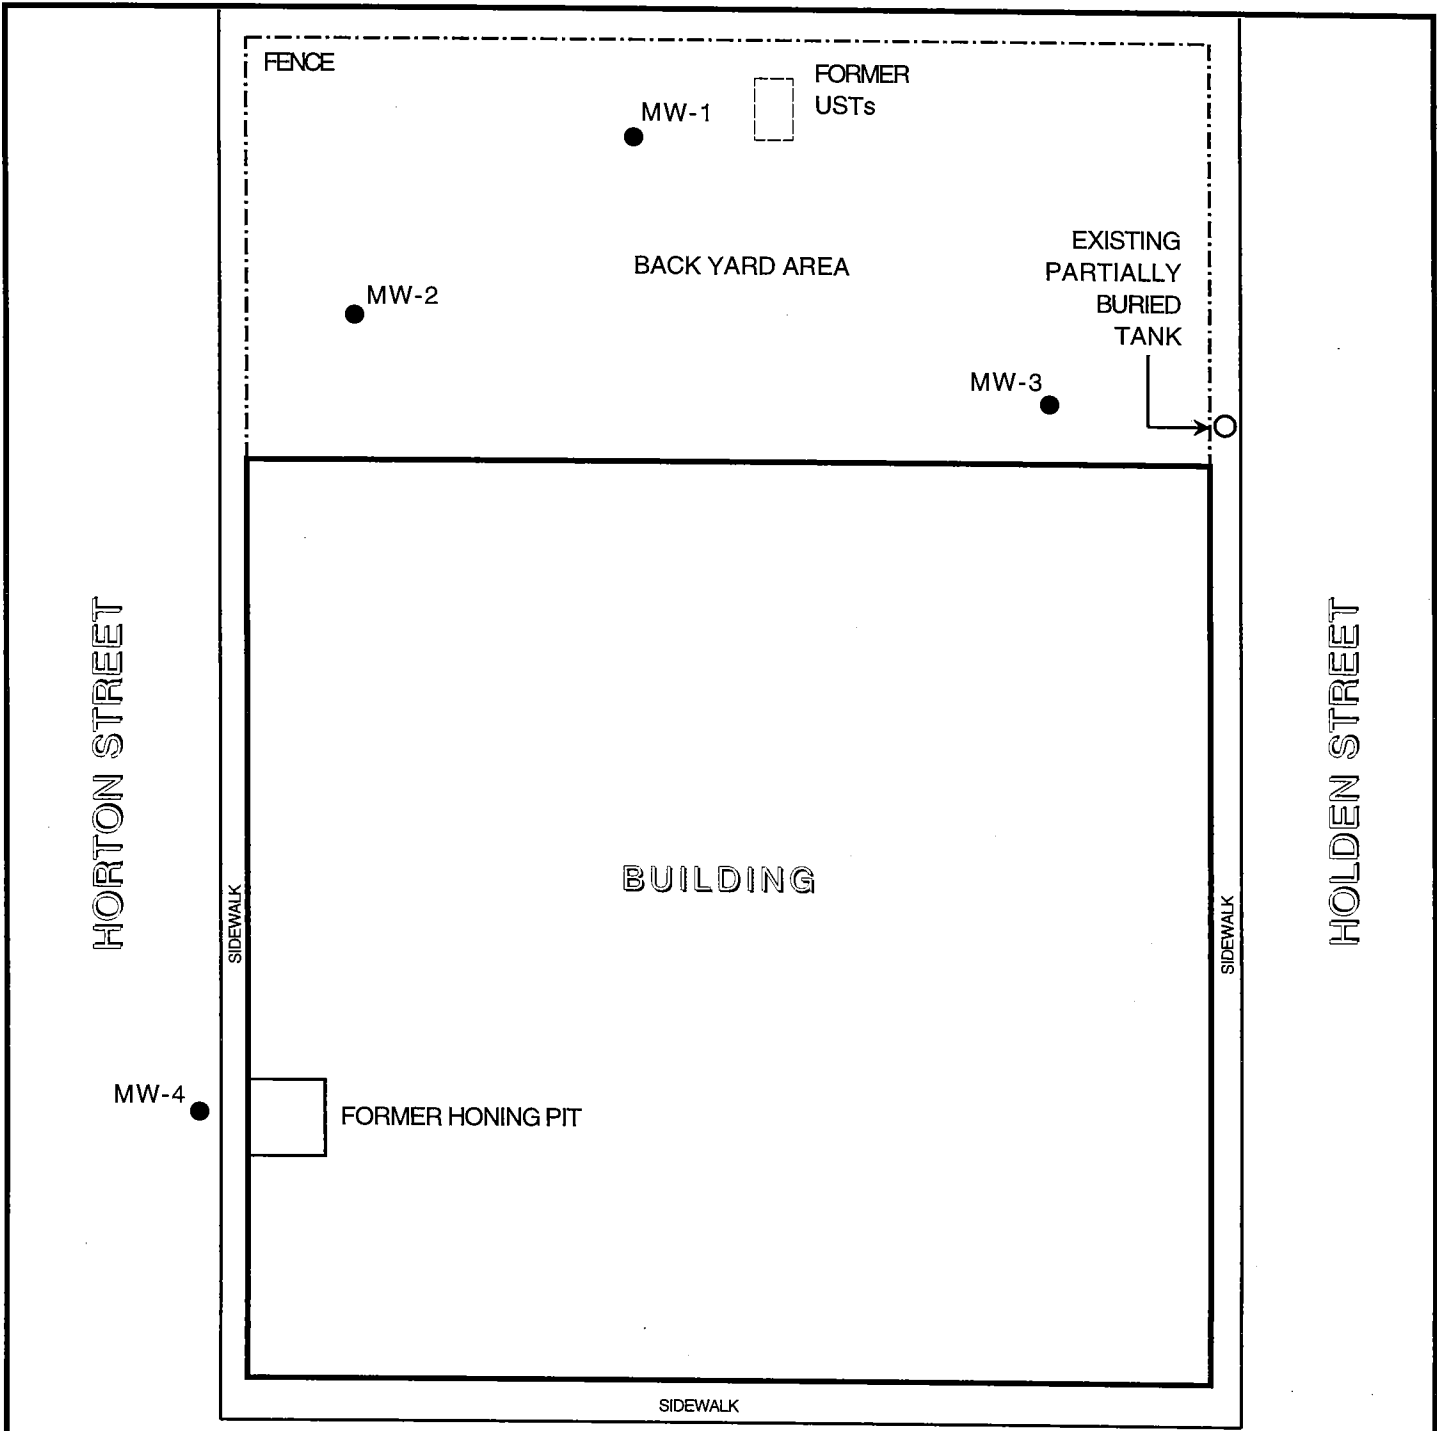 FENCE
FORMER
USTs
MW-1
EXISTING
PARTIALLY
BURIED
TANK
BACK YARD AREA
MW-2
MW-3
HORTON STREET
HOLDEN STREET
BUILDING
SIDEWALK
SIDEWALK
MW-4
FORMER HONING PIT
SIDEWALK